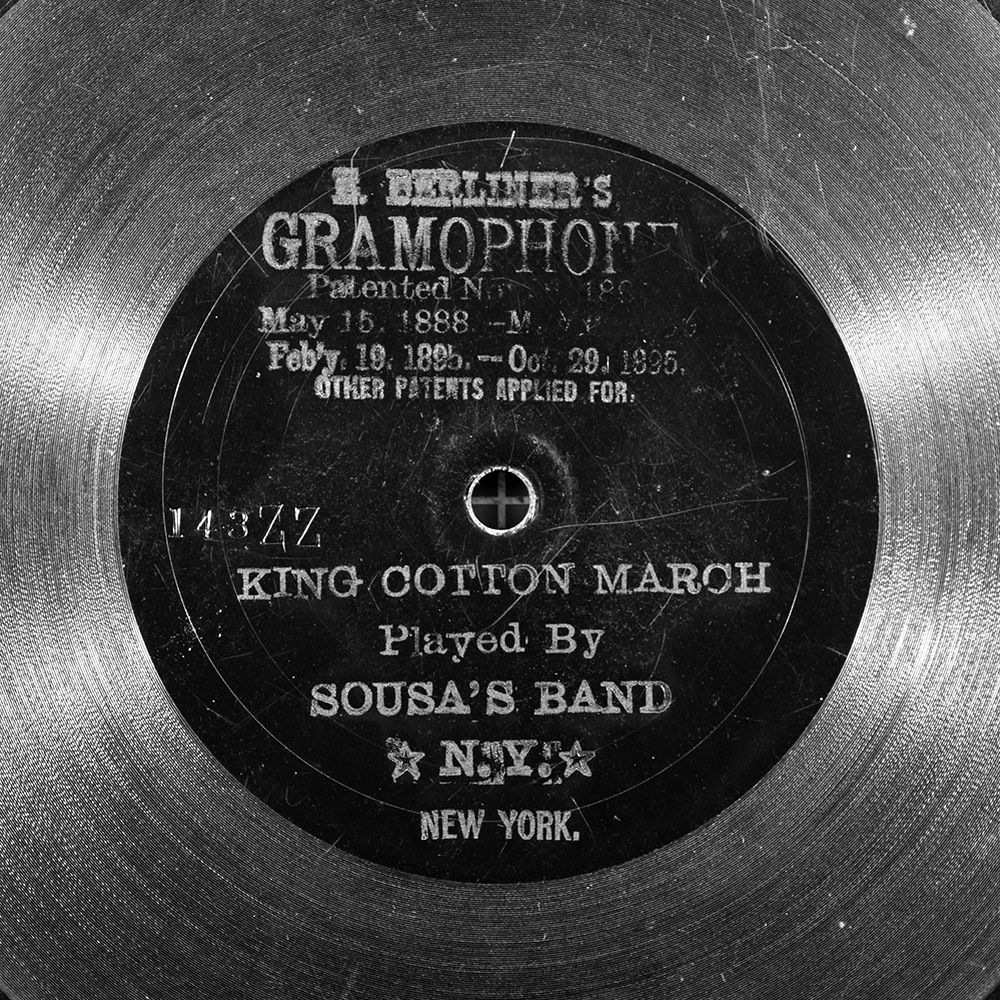 E. BERLINER'S
GRAMOPHONE
Patented
May 15. 1888
Feb'y. 19. 1895. — Oct. 29. 1895.
OTHER PATENTS APPLIED FOR.
143ZZ
KING COTTON MARCH
Played By
SOUSA'S BAND
☆ N.Y. ☆
NEW YORK.